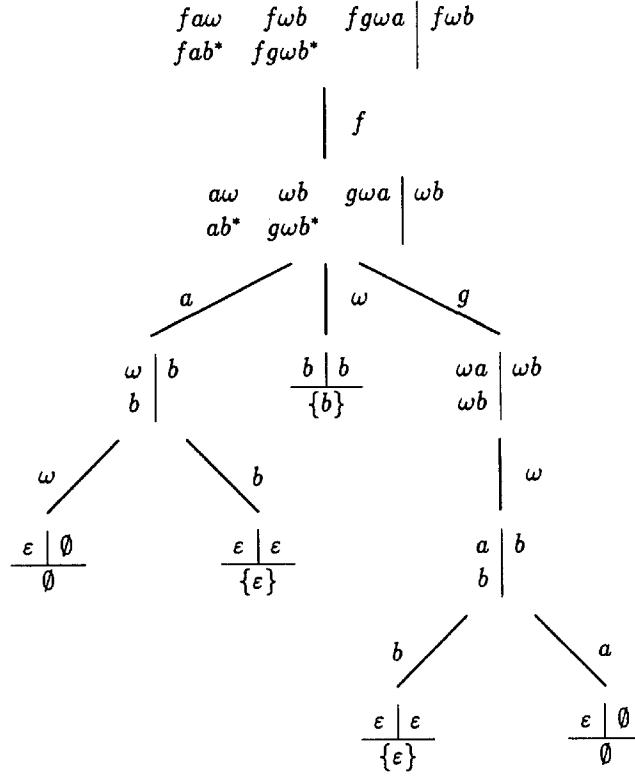 faω fωb fgωa | fωb
fab* fgωb*
f
aω ωb gωa | ωb
ab* gωb*
a ω g
ω | b b | b ωa | ωb
b {b} ωb
ω b ω
ε | ∅ ε | ε a | b
∅ {ε} b
b a
ε | ε ε | ∅
{ε} ∅